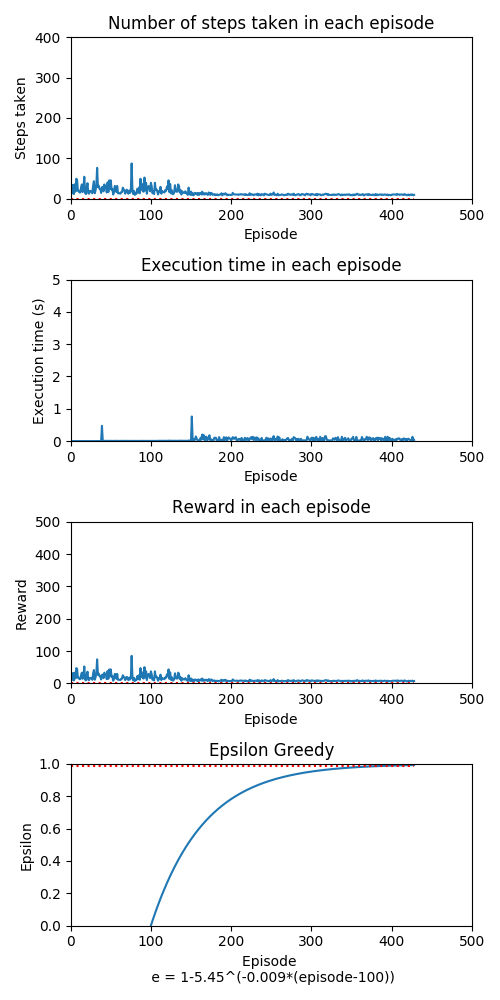 Number of steps taken in each episode
400
300
200
100
0
Steps taken
0 100 200 300 400 500
Episode
Execution time in each episode
5
4
3
2
1
0
Execution time (s)
0 100 200 300 400 500
Episode
Reward in each episode
500
400
300
200
100
0
Reward
0 100 200 300 400 500
Episode
Epsilon Greedy
1.0
0.8
0.6
0.4
0.2
0.0
Epsilon
0 100 200 300 400 500
Episode
e = 1-5.45^(-0.009*(episode-100))